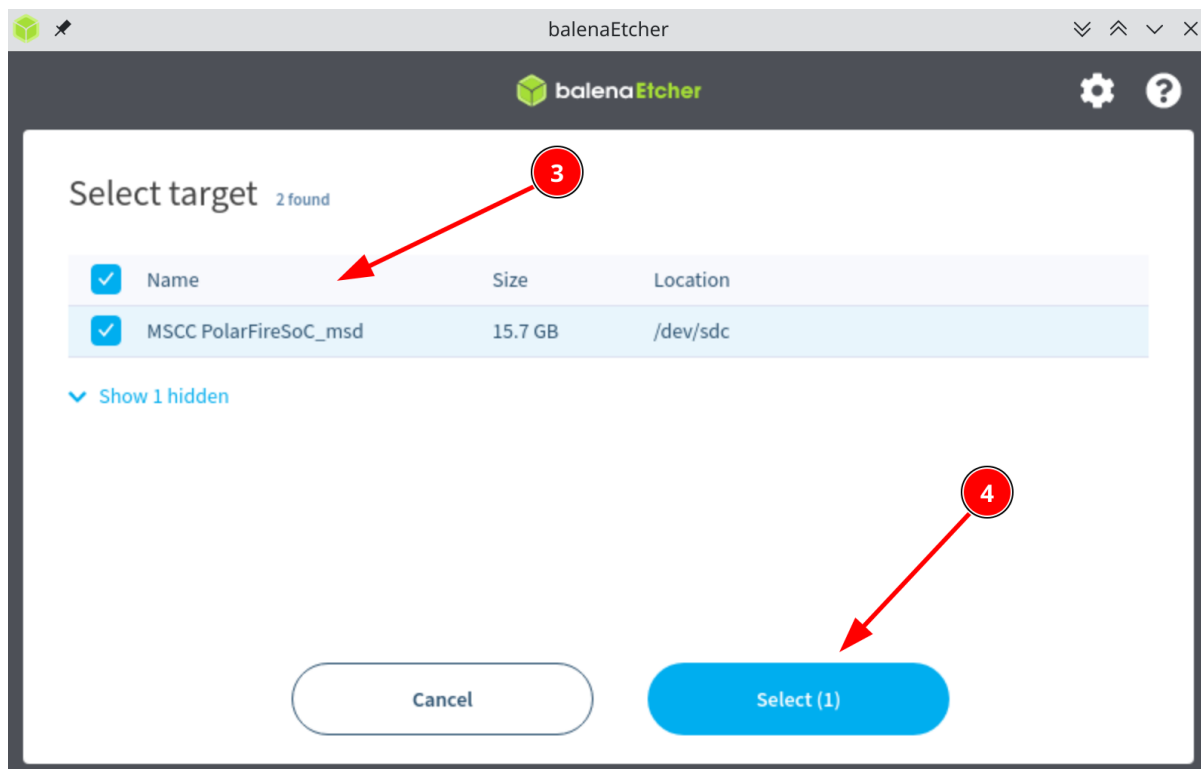 balenaEtcher
balenaEtcher
Select target 2 found
3
Name Size Location
MSCC PolarFireSoC_msd 15.7 GB /dev/sdc
Show 1 hidden
4
Cancel Select (1)